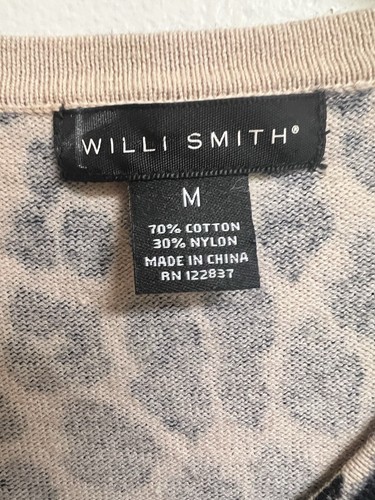 WILLI SMITH®
M
70% COTTON
30% NYLON
MADE IN CHINA
RN 122837